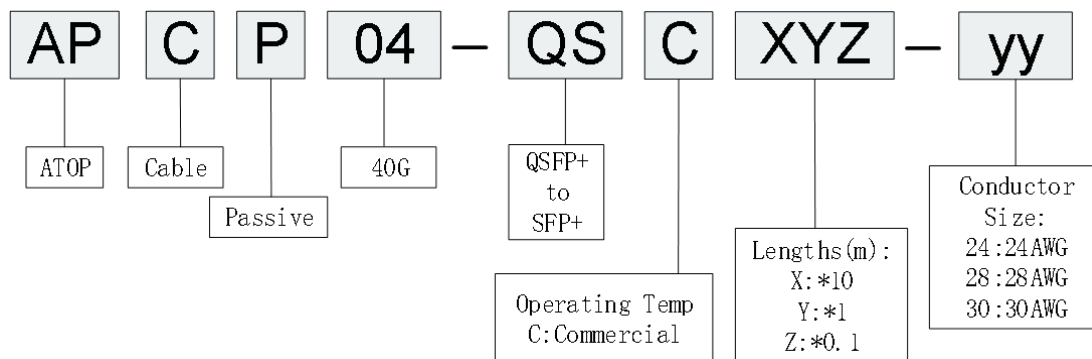 AP C P 04 – QS C XYZ – yy
ATOP
Cable
Passive
40G
QSFP+
to
SFP+
Operating Temp
C:Commercial
Lengths(m):
X:*10
Y:*1
Z:*0.1
Conductor
Size:
24:24AWG
28:28AWG
30:30AWG